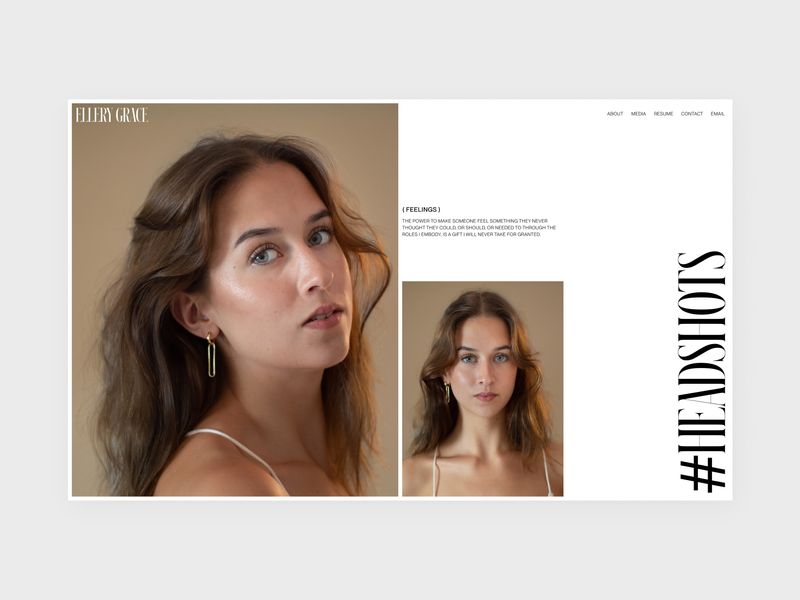 ELLERY GRACE
ABOUT MEDIA RESUME CONTACT EMAIL
( FEELINGS )
THE POWER TO MAKE SOMEONE FEEL SOMETHING THEY NEVER
THOUGHT THEY COULD, OR SHOULD, OR NEEDED TO THROUGH THE
ROLES I EMBODY, IS A GIFT I WILL NEVER TAKE FOR GRANTED.
#HEADSHOTS